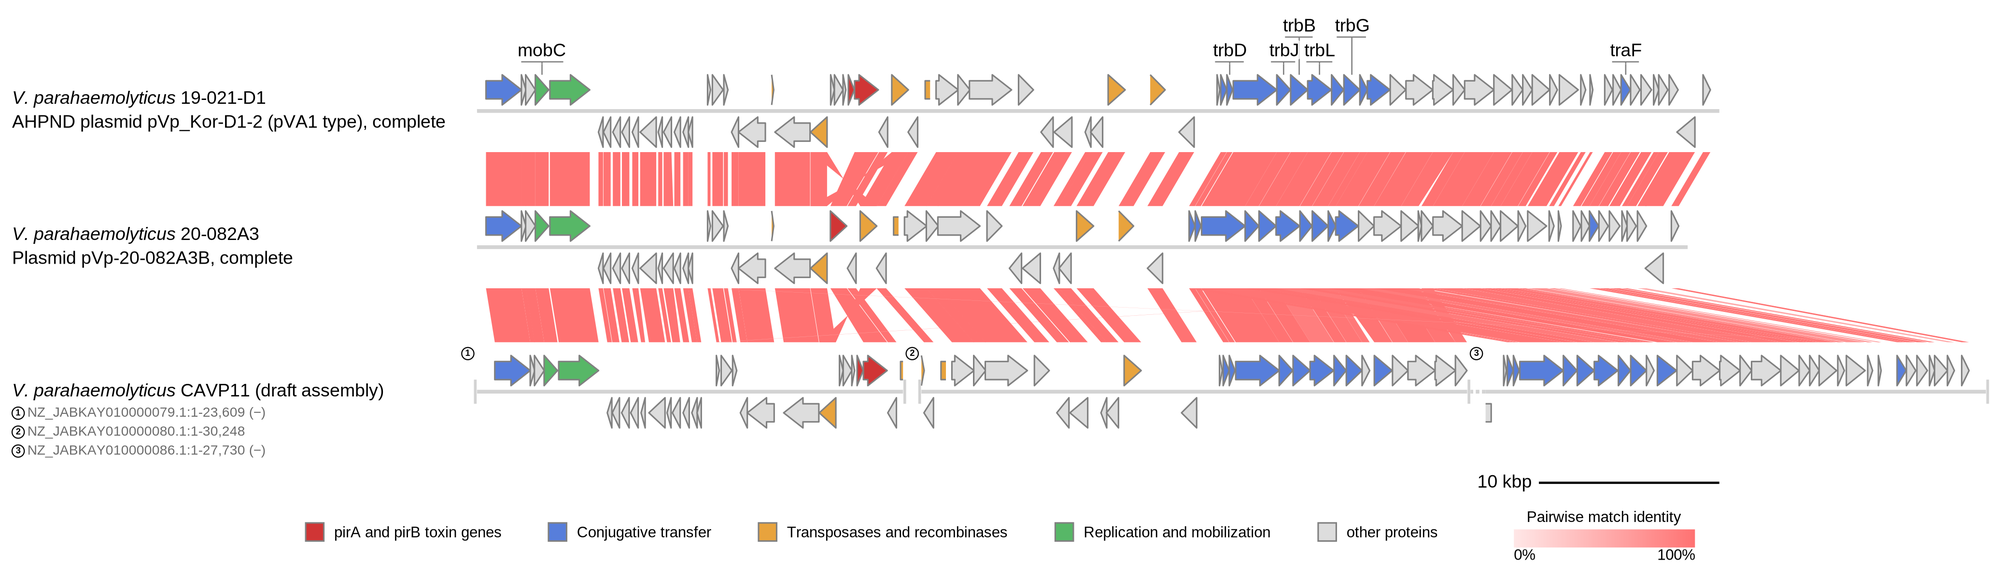 trbB trbG
mobC trbD trbJ trbL traF
V. parahaemolyticus 19-021-D1
AHPND plasmid pVp_Kor-D1-2 (pVA1 type), complete
V. parahaemolyticus 20-082A3
Plasmid pVp-20-082A3B, complete
1 2 3
V. parahaemolyticus CAVP11 (draft assembly)
1 NZ_JABKAY010000079.1:1-23,609 (−)
2 NZ_JABKAY010000080.1:1-30,248
3 NZ_JABKAY010000086.1:1-27,730 (−)
10 kbp
pirA and pirB toxin genes Conjugative transfer Transposases and recombinases Replication and mobilization other proteins
Pairwise match identity
0% 100%